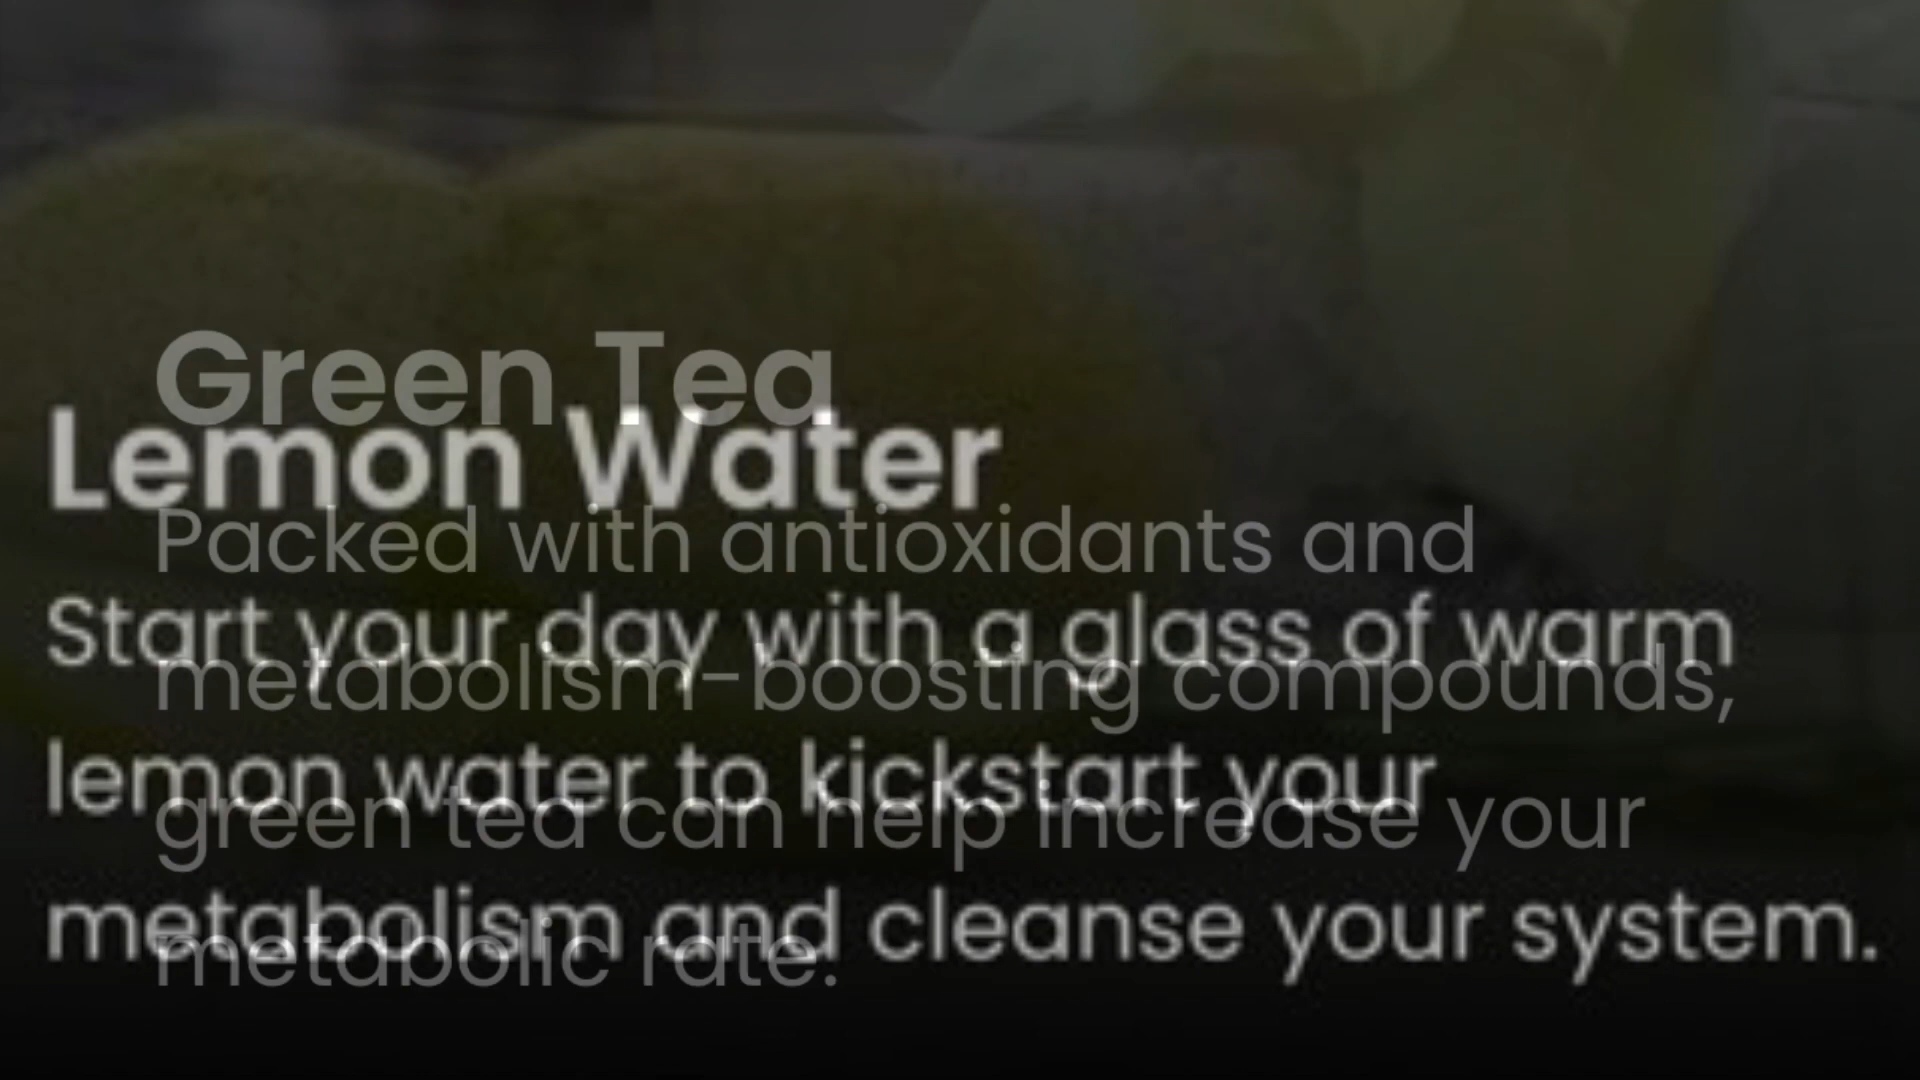 Green Tea
Lemon Water
Packed with antioxidants and
Start your day with a glass of warm
metabolism-boosting compounds,
lemon water to kickstart your
green tea can help increase your
metabolism and cleanse your system.
metabolic rate.